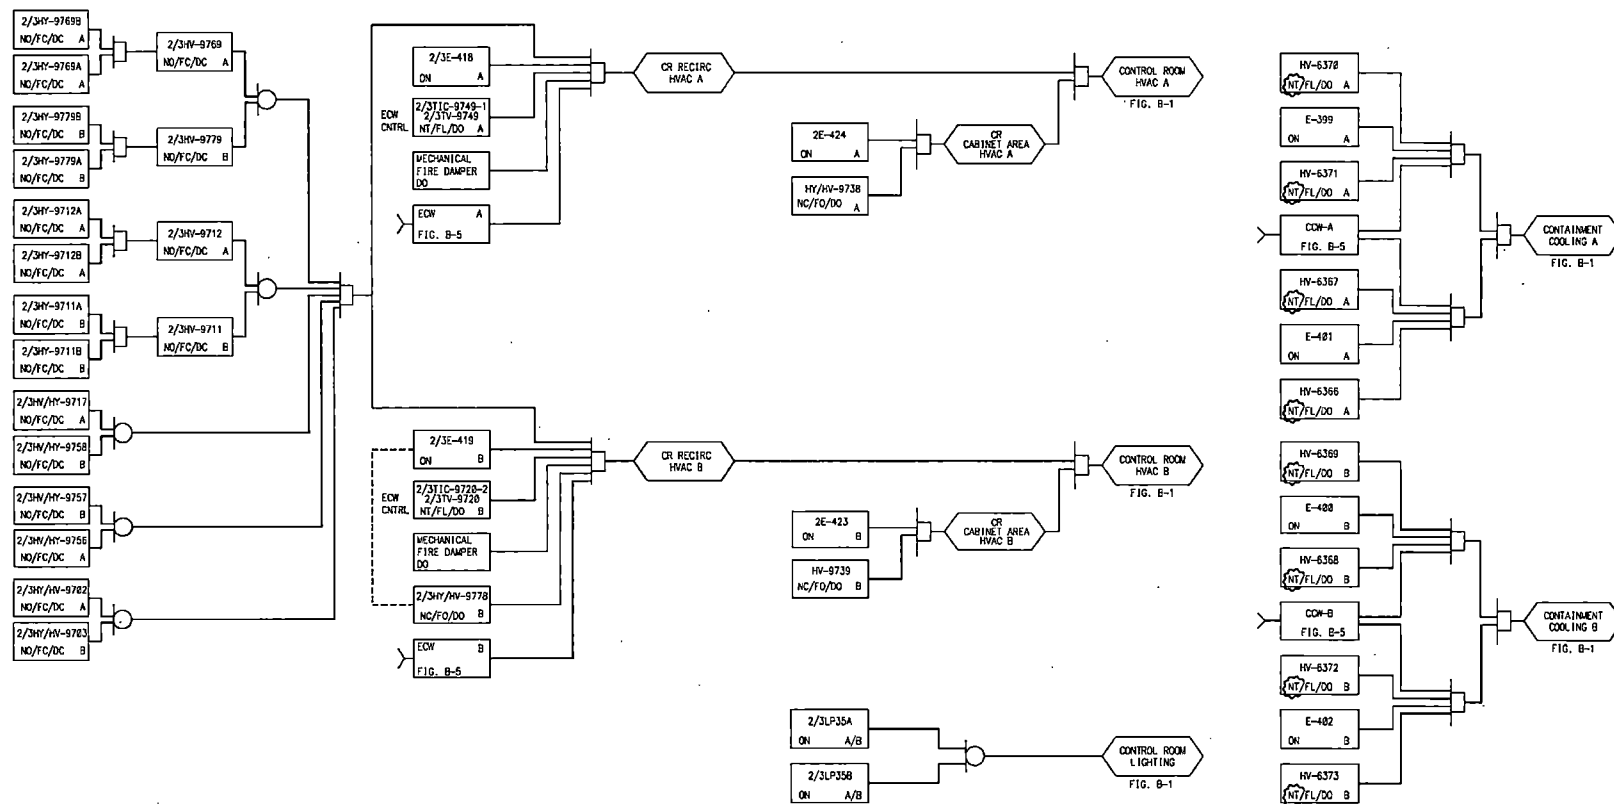 2/3HY-9769B
NO/FC/DC A
2/3HY-9769A
NO/FC/DC A
2/3HV-9769
NO/FC/DC A
2/3HY-9779B
NO/FC/DC B
2/3HY-9779A
NO/FC/DC B
2/3HV-9779
NO/FC/DC B
2/3HY-9712A
NO/FC/DC A
2/3HY-9712B
NO/FC/DC A
2/3HV-9712
NO/FC/DC A
2/3HY-9711A
NO/FC/DC B
2/3HY-9711B
NO/FC/DC B
2/3HV-9711
NO/FC/DC B
2/3HV/HY-9717
NO/FC/DC A
2/3HV/HY-9758
NO/FC/DC B
2/3HV/HY-9757
NO/FC/DC B
2/3HV/HY-9756
NO/FC/DC A
2/3HY/HV-9702
NO/FC/DC A
2/3HY/HV-9703
NO/FC/DC B
2/3E-418
ON A
ECW
CNTRL
2/3TIC-9749-1
2/3TV-9749
NT/FL/DO A
MECHANICAL
FIRE DAMPER
DO
ECW A
FIG. B-5
CR RECIRC
HVAC A
2E-424
ON A
HY/HV-9738
NC/FO/DO A
CR
CABINET AREA
HVAC A
CONTROL ROOM
HVAC A
FIG. B-1
2/3E-419
ON B
ECW
CNTRL
2/3TIC-9720-2
2/3TV-9720
NT/FL/DO B
MECHANICAL
FIRE DAMPER
DO
2/3HY/HV-9778
NC/FO/DO B
ECW B
FIG. B-5
CR RECIRC
HVAC B
2E-423
ON B
HV-9739
NC/FO/DO B
CR
CABINET AREA
HVAC B
CONTROL ROOM
HVAC B
FIG. B-1
2/3LP35A
ON A/B
2/3LP35B
ON A/B
CONTROL ROOM
LIGHTING
FIG. B-1
HV-6370
NT/FL/DO A
E-399
ON A
HV-6371
NT/FL/DO A
CCW-A
FIG. B-5
HV-6367
NT/FL/DO A
E-401
ON A
HV-6366
NT/FL/DO A
CONTAINMENT
COOLING A
FIG. B-1
HV-6369
NT/FL/DO B
E-400
ON B
HV-6368
NT/FL/DO B
CCW-B
FIG. B-5
HV-6372
NT/FL/DO B
E-402
ON B
HV-6373
NT/FL/DO B
CONTAINMENT
COOLING B
FIG. B-1